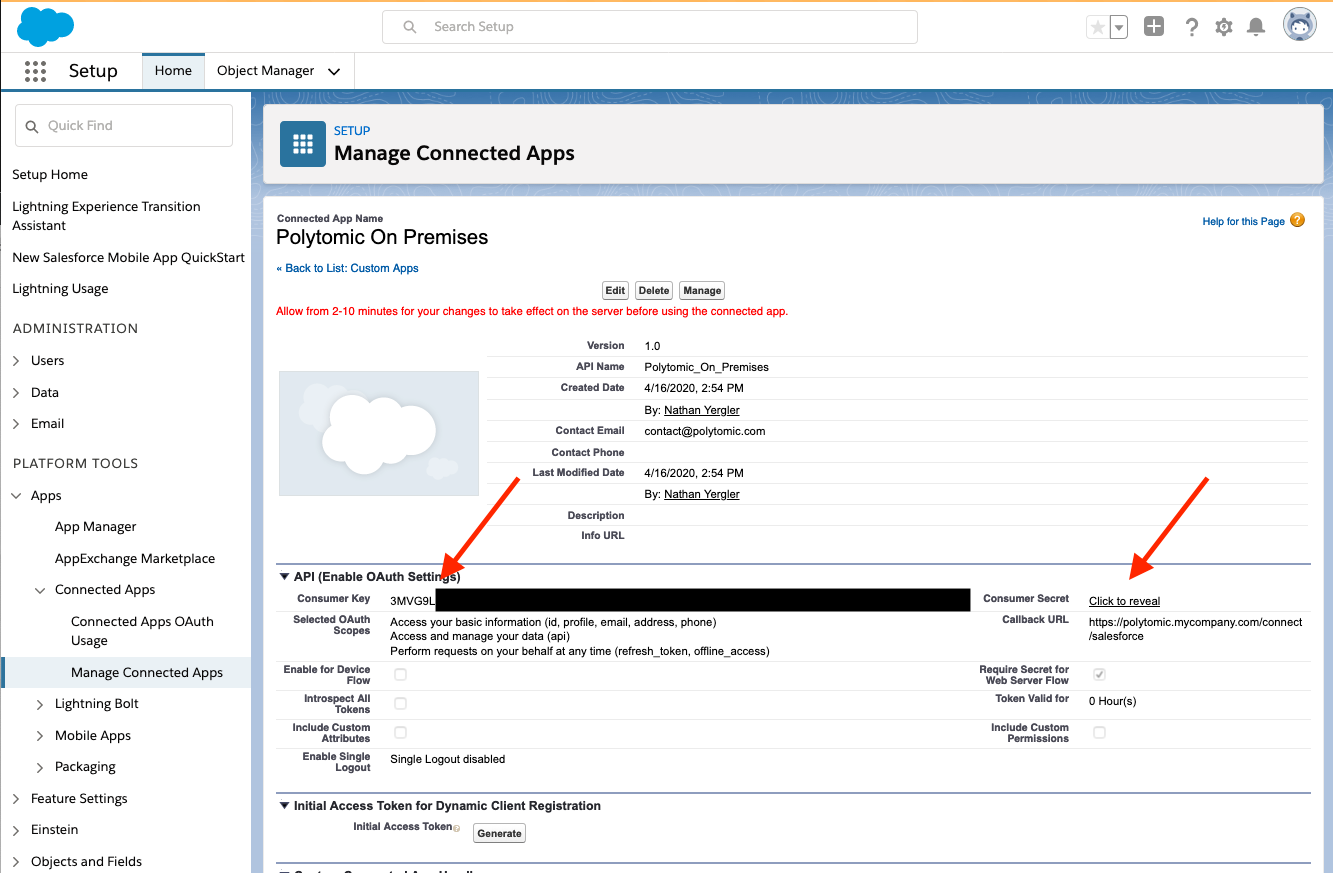 Search Setup
Setup
Home
Object Manager
Quick Find
Setup Home
Lightning Experience Transition
Assistant
New Salesforce Mobile App QuickStart
Lightning Usage
ADMINISTRATION
Users
Data
Email
PLATFORM TOOLS
Apps
App Manager
AppExchange Marketplace
Connected Apps
Connected Apps OAuth
Usage
Manage Connected Apps
Lightning Bolt
Mobile Apps
Packaging
Feature Settings
Einstein
Objects and Fields
SETUP
Manage Connected Apps
Connected App Name
Polytomic On Premises
Help for this Page ?
« Back to List: Custom Apps
Edit Delete Manage
Allow from 2-10 minutes for your changes to take effect on the server before using the connected app.
Version 1.0
API Name Polytomic_On_Premises
Created Date 4/16/2020, 2:54 PM
By: Nathan Yergler
Contact Email contact@polytomic.com
Contact Phone
Last Modified Date 4/16/2020, 2:54 PM
By: Nathan Yergler
Description
Info URL
API (Enable OAuth Settings)
Consumer Key 3MVG9L
Consumer Secret Click to reveal
Selected OAuth
Scopes
Access your basic information (id, profile, email, address, phone)
Access and manage your data (api)
Perform requests on your behalf at any time (refresh_token, offline_access)
Callback URL
https://polytomic.mycompany.com/connect
/salesforce
Enable for Device
Flow
Require Secret for
Web Server Flow
Introspect All
Tokens
Token Valid for 0 Hour(s)
Include Custom
Attributes
Include Custom
Permissions
Enable Single
Logout
Single Logout disabled
Initial Access Token for Dynamic Client Registration
Initial Access Token Generate